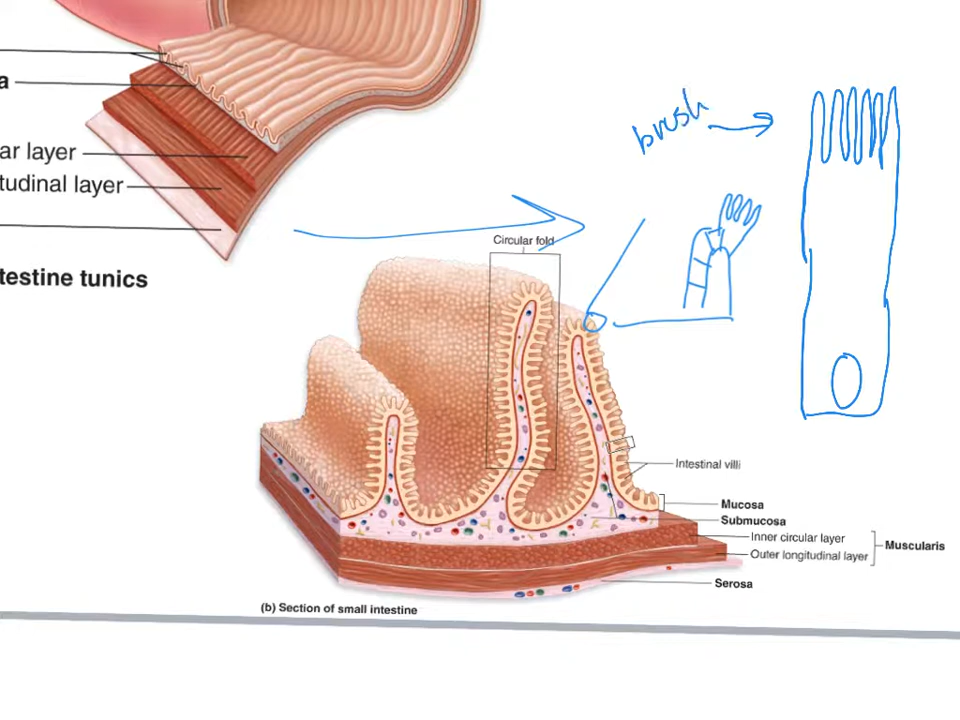 a
brush
ar layer
tudinal layer
Circular fold
testine tunics
Intestinal villi
Mucosa
Submucosa
Inner circular layer
Muscularis
Outer longitudinal layer
Serosa
(b) Section of small intestine